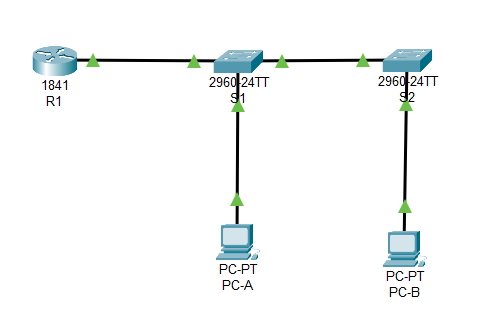 1841
R1
2960-24TT
S1
2960-24TT
S2
PC-PT
PC-A
PC-PT
PC-B